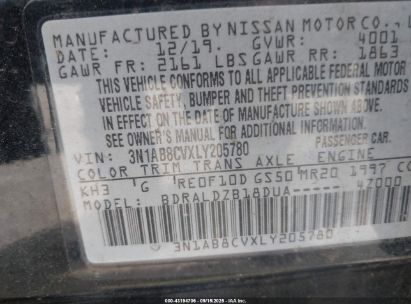 MANUFACTURED BY NISSAN MOTOR CO.,
DATE: 12/19. GVWR: 4001
GAWR FR: 2161 LBS GAWR RR: 1863
THIS VEHICLE CONFORMS TO ALL APPLICABLE FEDERAL MOTOR
VEHICLE SAFETY, BUMPER AND THEFT PREVENTION STANDARDS
IN EFFECT ON THE DATE OF MANUFACTURE SHOWN ABOVE.
SEE OWNER'S MANUAL FOR MORE INFORMATION
PASSENGER CAR
VIN: 3N1AB8CVXLY205780
COLOR TRIM TRANS AXLE ENGINE
KH3 G RE0F10D GS50 MR20 1997 CC
MODEL: BDRALDZB18DUA- 4Z000
3N1AB8CVXLY205780